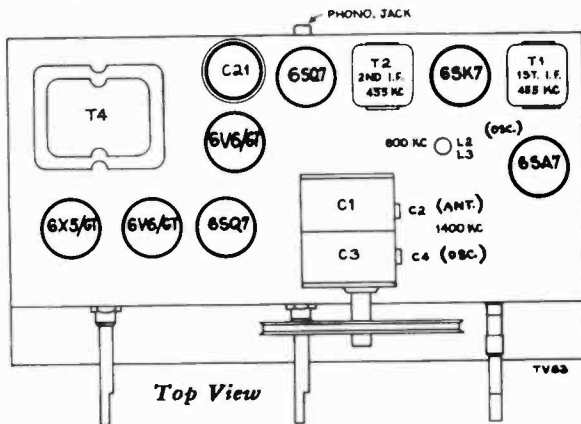 PHONO. JACK
C21
6SQ7
T2
2ND I.F.
455 KC
6SK7
T1
1ST. I.F.
455 KC
T4
6V6/GT
600 KC
L2
L3
(OSC.)
6SA7
6X5/GT
6V6/GT
6SQ7
C1
C2 (ANT.)
1400 KC
C3
C4 (OSC.)
Top View
TV63